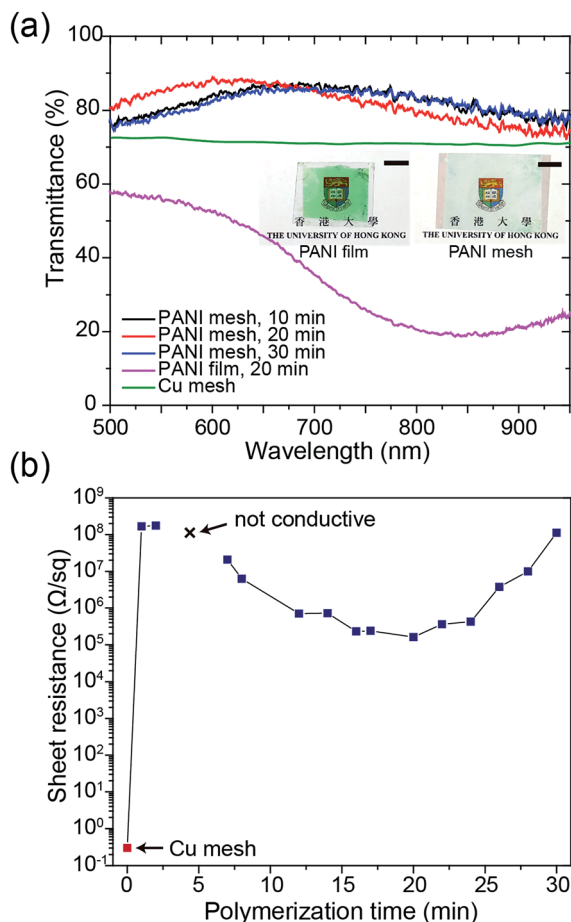 (a)
100
80
60
40
20
0
Transmittance (%)
香 港 大 學
THE UNIVERSITY OF HONG KONG
PANI film
香 港 大 學
THE UNIVERSITY OF HONG KONG
PANI mesh
PANI mesh, 10 min
PANI mesh, 20 min
PANI mesh, 30 min
PANI film, 20 min
Cu mesh
500 600 700 800 900
Wavelength (nm)
(b)
10⁹
10⁸
10⁷
10⁶
10⁵
10⁴
10³
10²
10¹
10⁰
10⁻¹
Sheet resistance (Ω/sq)
not conductive
Cu mesh
0 5 10 15 20 25 30
Polymerization time (min)